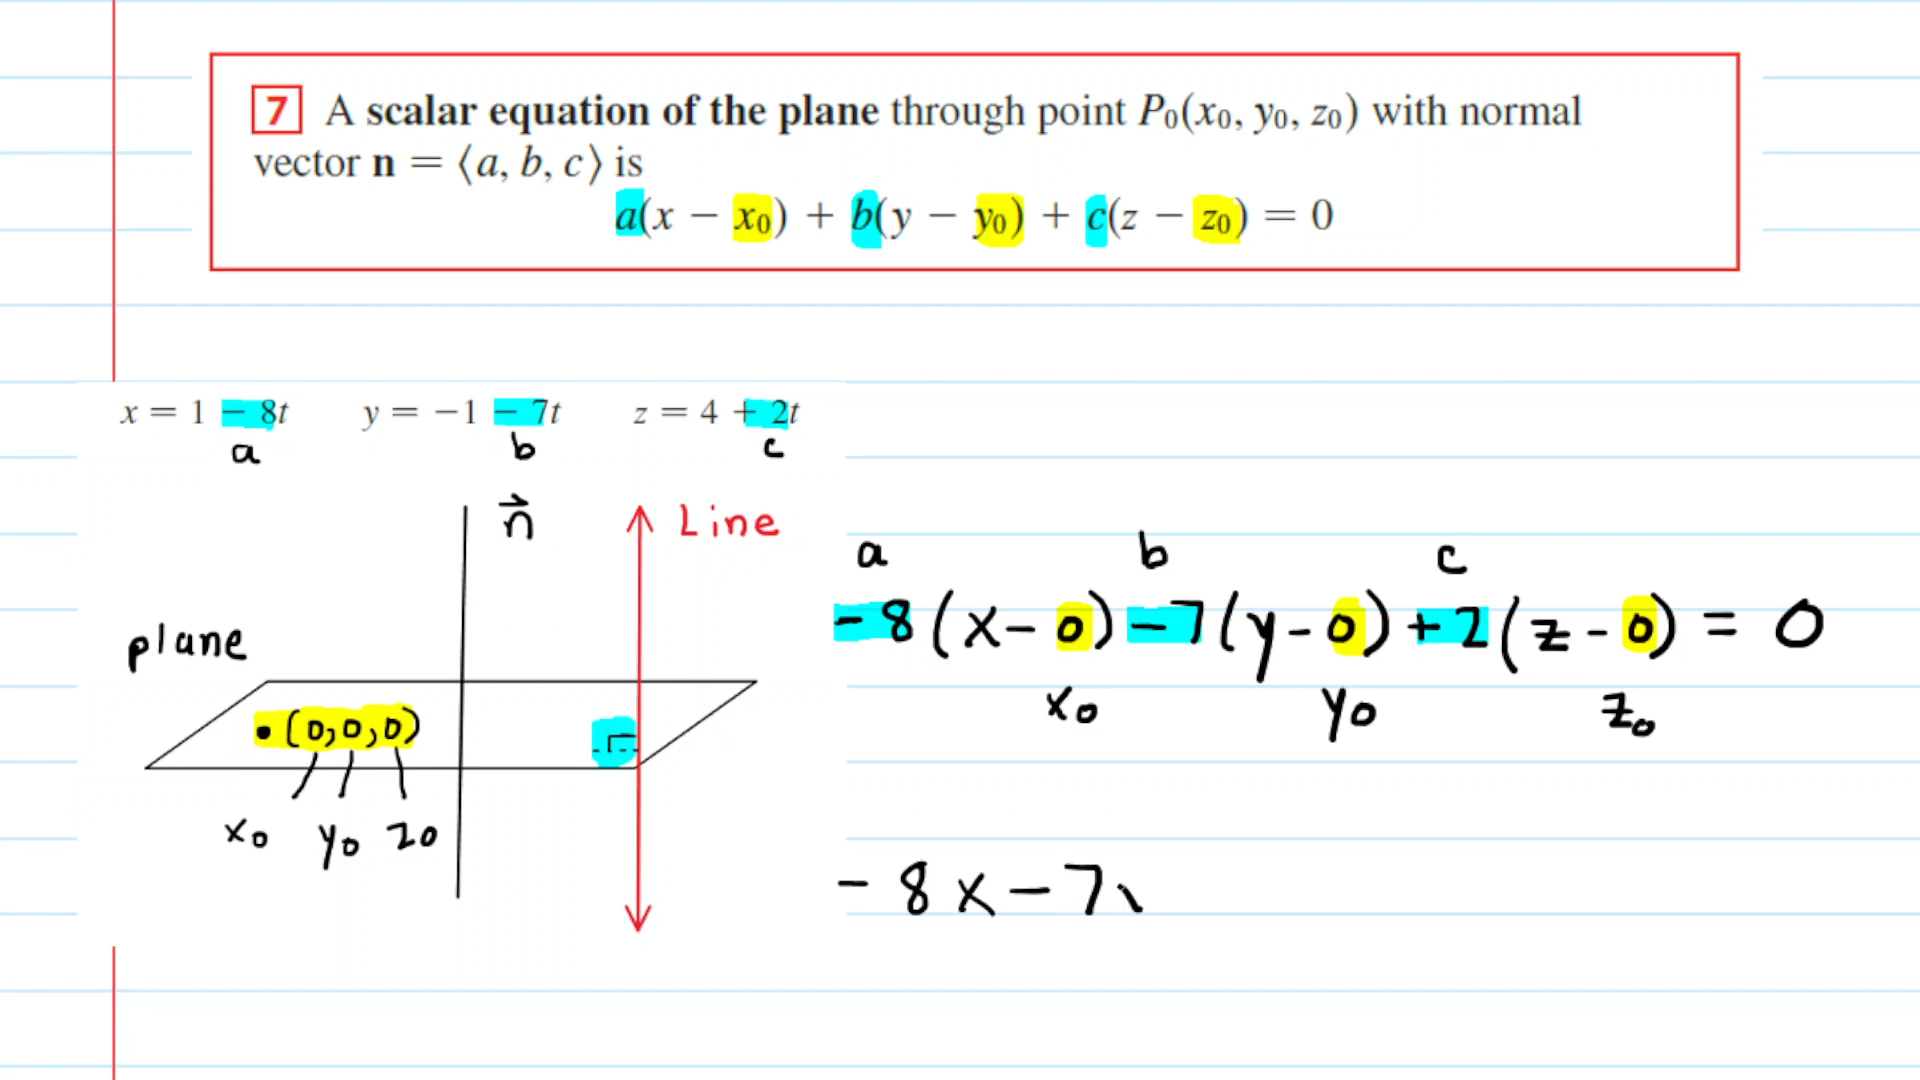 7 A scalar equation of the plane through point P₀(x₀, y₀, z₀) with normal
vector n = ⟨a, b, c⟩ is
a(x − x₀) + b(y − y₀) + c(z − z₀) = 0
x = 1 − 8t y = −1 − 7t z = 4 + 2t
a b c
n⃗ Line
plane
(0,0,0)
x₀ y₀ z₀
a b c
-8(x-0)-7(y-0)+2(z-0) = 0
x₀ y₀ z₀
-8x-7